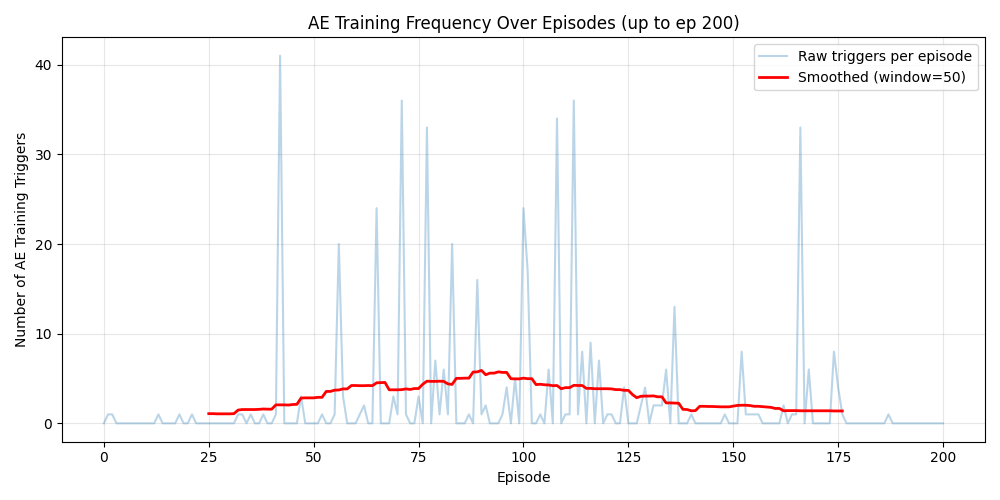 AE Training Frequency Over Episodes (up to ep 200)
Raw triggers per episode
Smoothed (window=50)
Number of AE Training Triggers
40
30
20
10
0
0 25 50 75 100 125 150 175 200
Episode